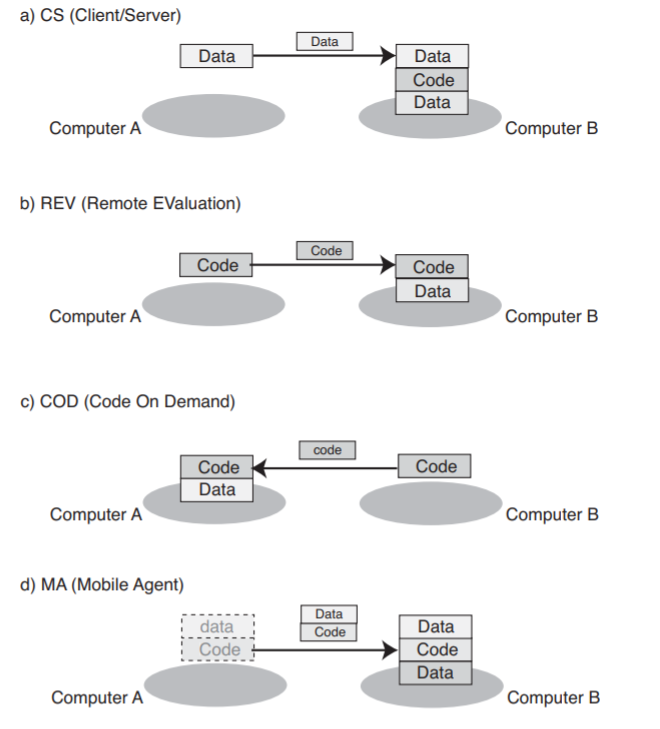 a) CS (Client/Server)
Data
Data
Data
Code
Data
Computer A
Computer B
b) REV (Remote EValuation)
Code
Code
Code
Data
Computer A
Computer B
c) COD (Code On Demand)
code
Code
Code
Data
Computer A
Computer B
d) MA (Mobile Agent)
Data
Code
data
Code
Data
Code
Data
Computer A
Computer B